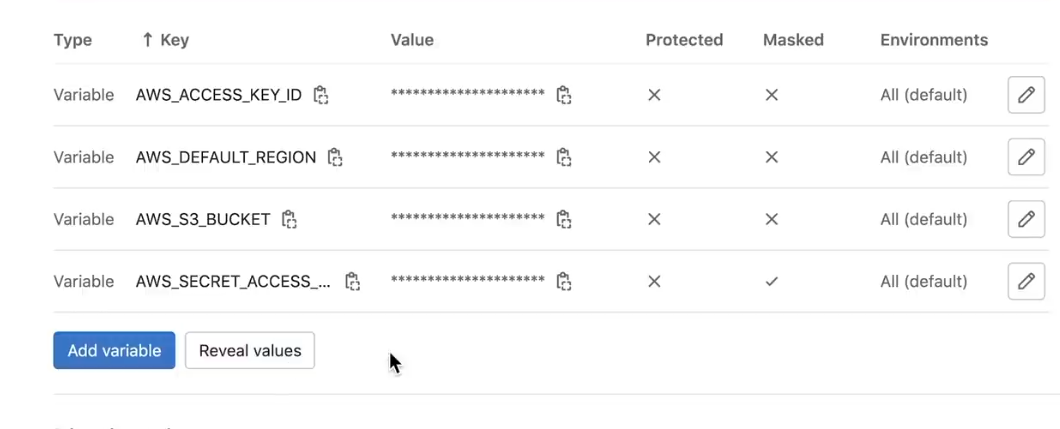 Type ↑ Key Value Protected Masked Environments
Variable AWS_ACCESS_KEY_ID ********************* × × All (default)
Variable AWS_DEFAULT_REGION ********************* × × All (default)
Variable AWS_S3_BUCKET ********************* × × All (default)
Variable AWS_SECRET_ACCESS_... ********************* × ✓ All (default)
Add variable Reveal values